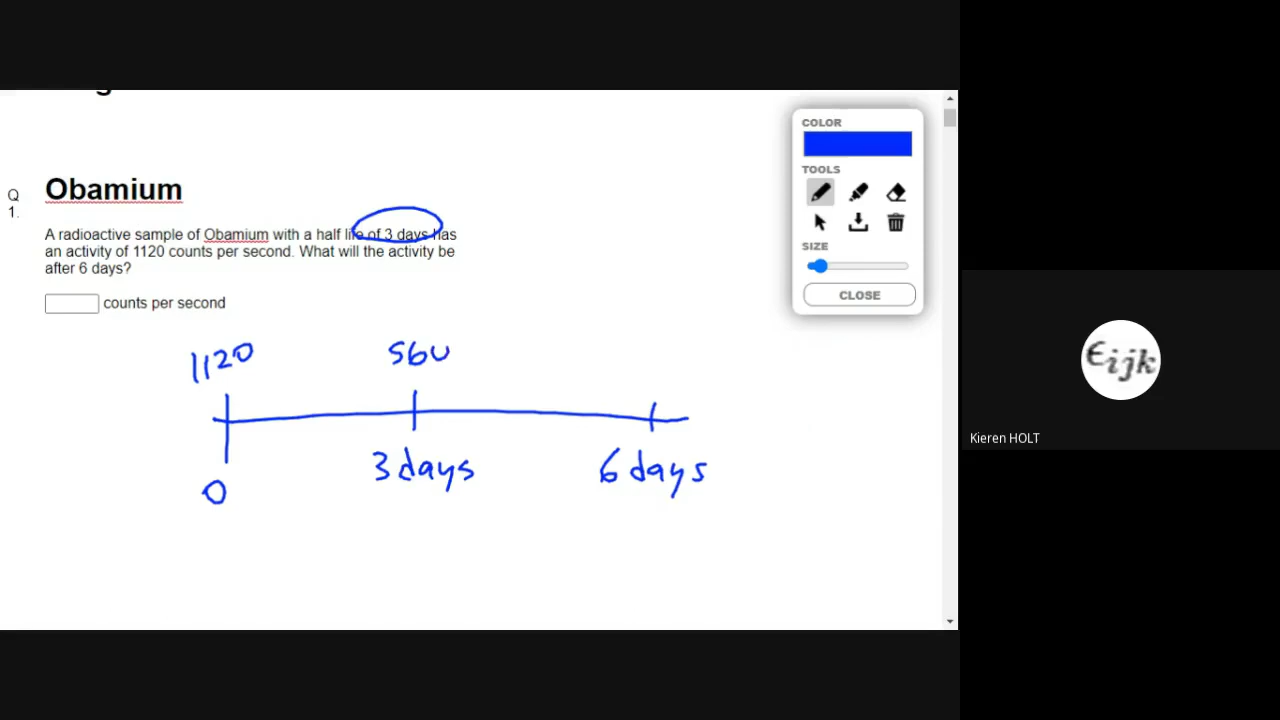 Q
1.
Obamium
A radioactive sample of Obamium with a half life of 3 days has
an activity of 1120 counts per second. What will the activity be
after 6 days?
counts per second
1120
560
0
3 days
6 days
COLOR
TOOLS
SIZE
CLOSE
ϵijk
Kieren HOLT